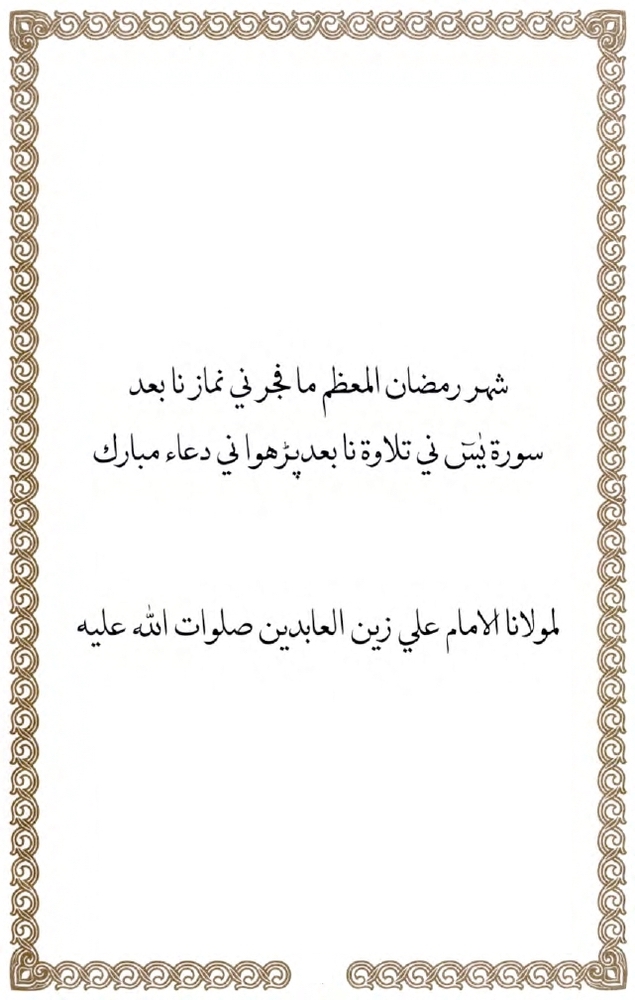 شهر رمضان المعظم ما فجر ني نماز نا بعد
سورة يٰسٓ ني تلاوة نا بعد پڑهوا ني دعاء مبارك
لمولانا الامام علي زين العابدين صلوات الله عليه